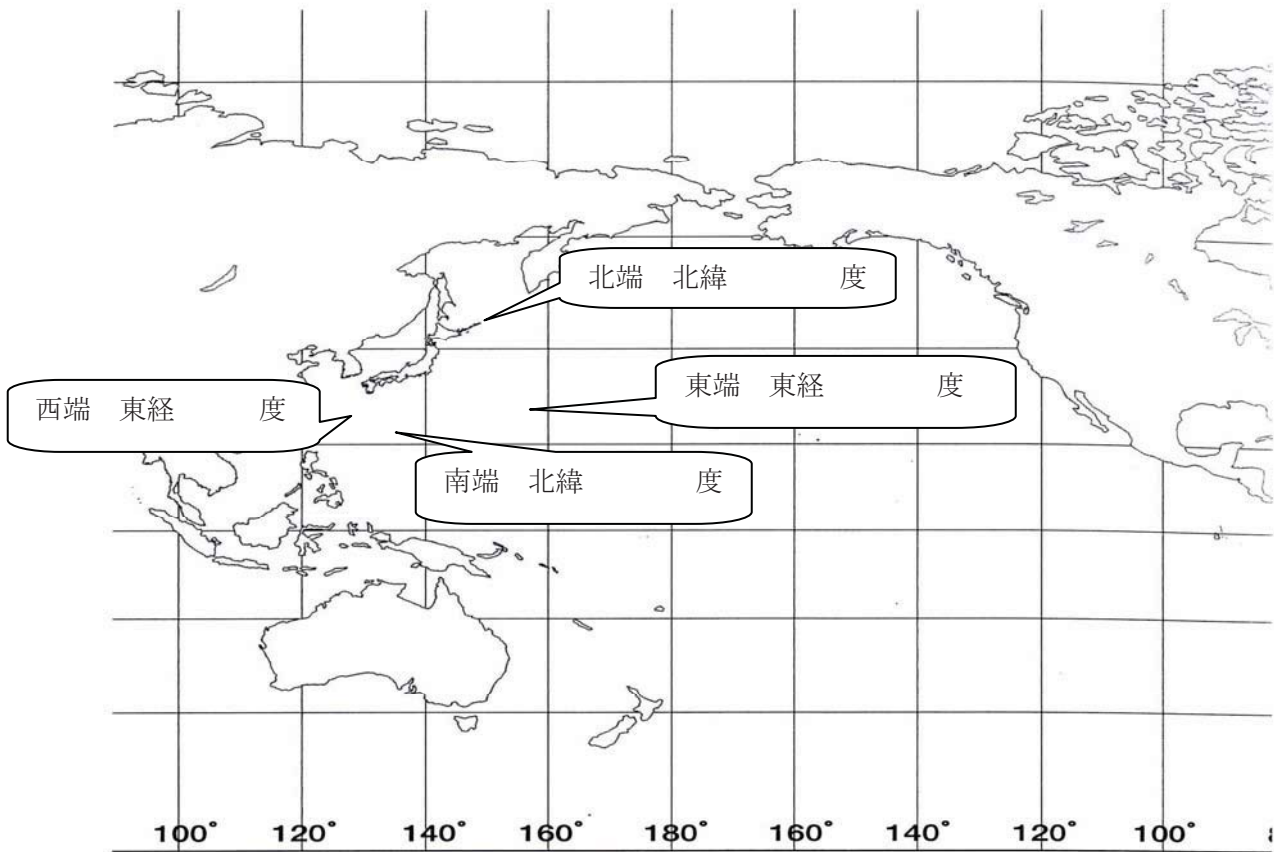 北端　北緯　　　　度
東端　東経　　　　度
西端　東経　　　度
南端　北緯　　　　度
100° 120° 140° 160° 180° 160° 140° 120° 100°